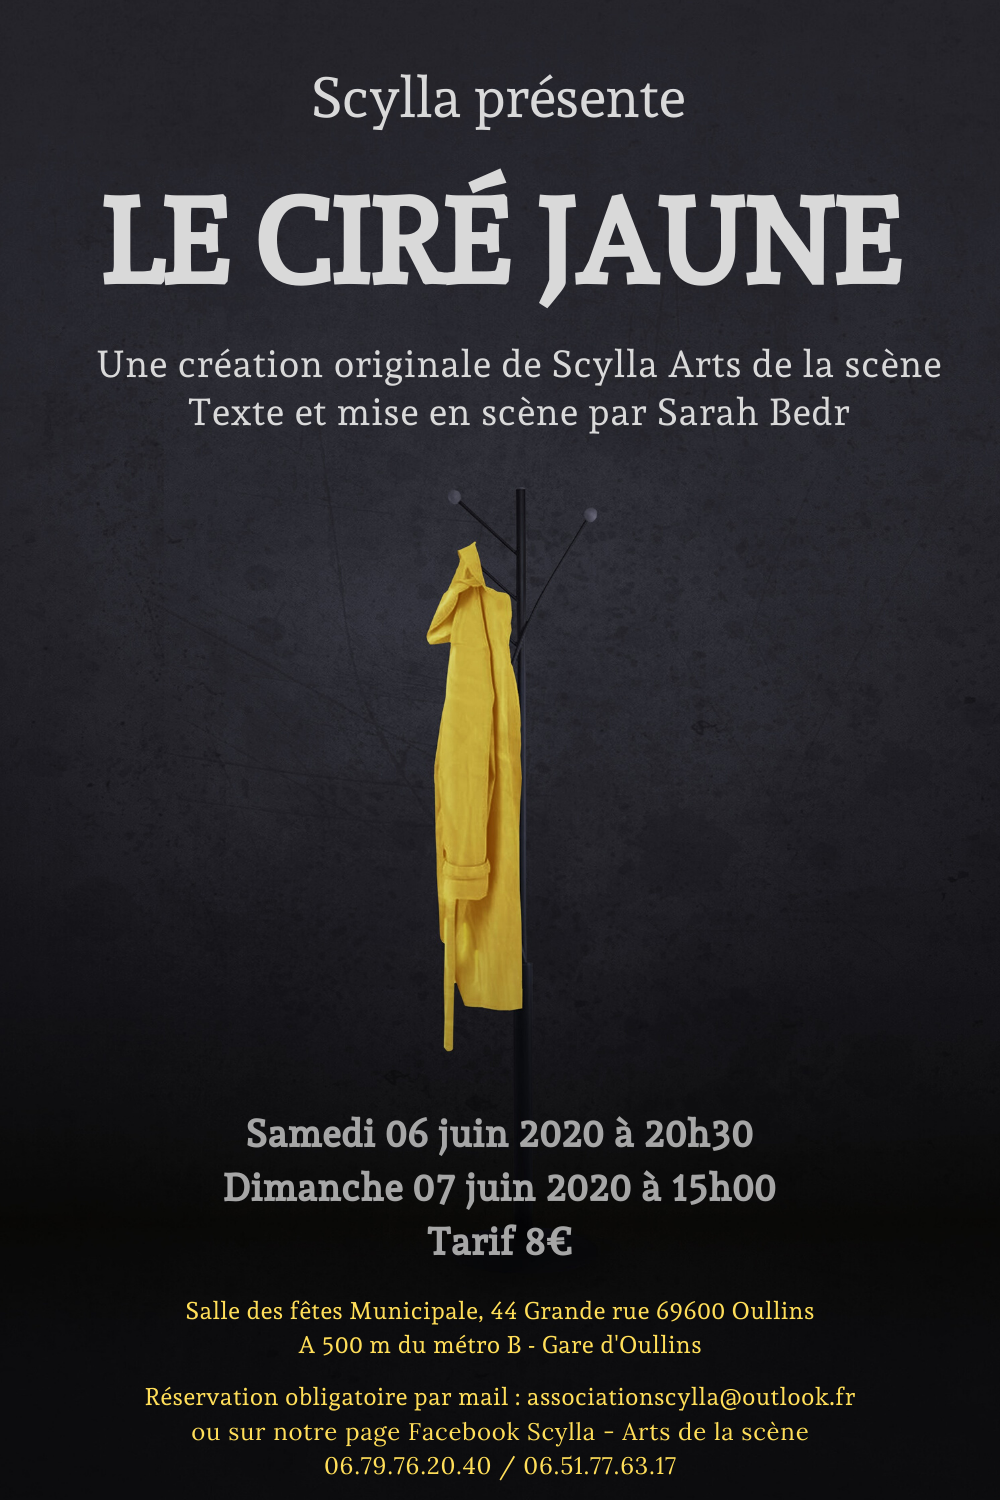 Scylla présente
LE CIRÉ JAUNE
Une création originale de Scylla Arts de la scène
Texte et mise en scène par Sarah Bedr
Samedi 06 juin 2020 à 20h30
Dimanche 07 juin 2020 à 15h00
Tarif 8€
Salle des fêtes Municipale, 44 Grande rue 69600 Oullins
A 500 m du métro B - Gare d'Oullins
Réservation obligatoire par mail : associationscylla@outlook.fr
ou sur notre page Facebook Scylla - Arts de la scène
06.79.76.20.40 / 06.51.77.63.17